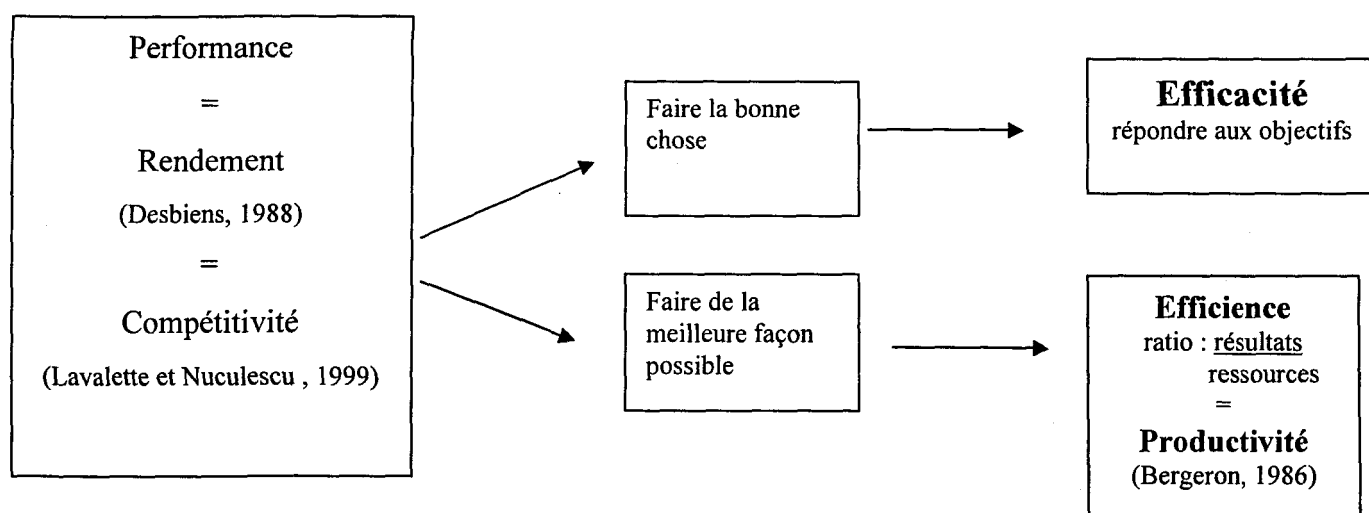 Performance
=
Rendement
(Desbiens, 1988)
=
Compétitivité
(Lavalette et Nuculescu , 1999)
Faire la bonne
chose
Efficacité
répondre aux objectifs
Faire de la
meilleure façon
possible
Efficience
ratio : résultats
ressources
=
Productivité
(Bergeron, 1986)